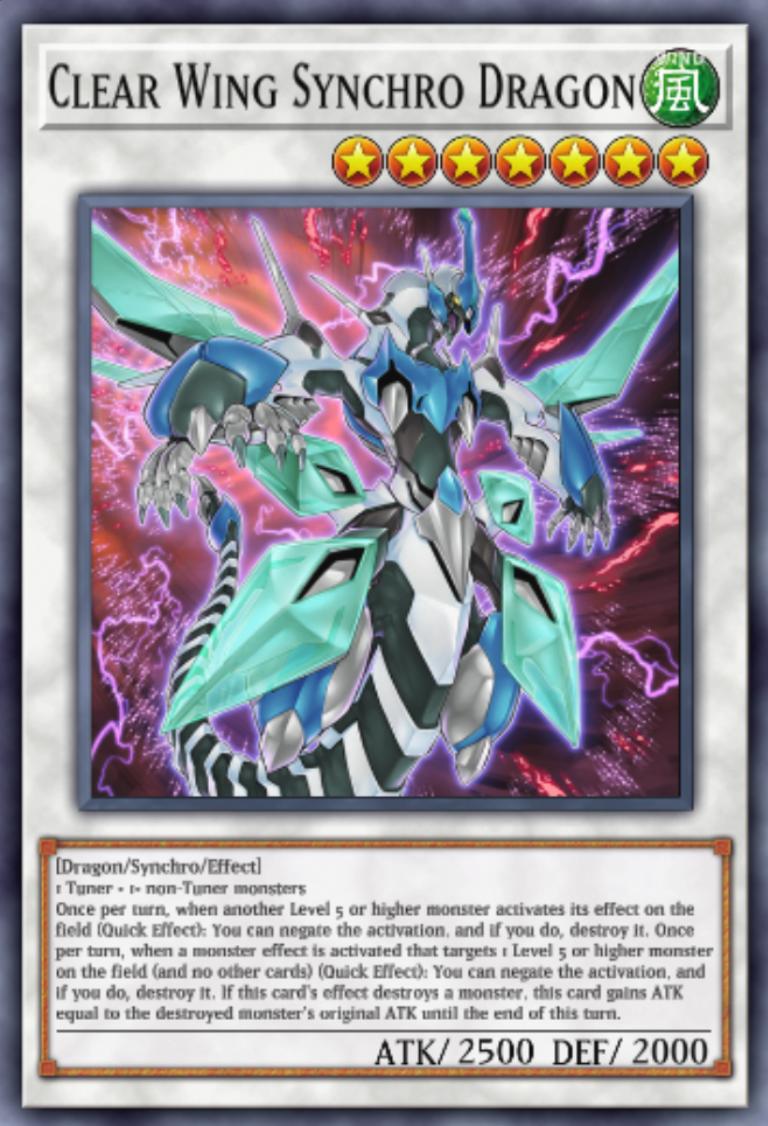 Clear Wing Synchro Dragon
WIND
風
[Dragon/Synchro/Effect]
1 Tuner + 1+ non-Tuner monsters
Once per turn, when another Level 5 or higher monster activates its effect on the
field (Quick Effect): You can negate the activation, and if you do, destroy it. Once
per turn, when a monster effect is activated that targets 1 Level 5 or higher monster
on the field (and no other cards) (Quick Effect): You can negate the activation, and
if you do, destroy it. If this card's effect destroys a monster, this card gains ATK
equal to the destroyed monster's original ATK until the end of this turn.
ATK/ 2500 DEF/ 2000